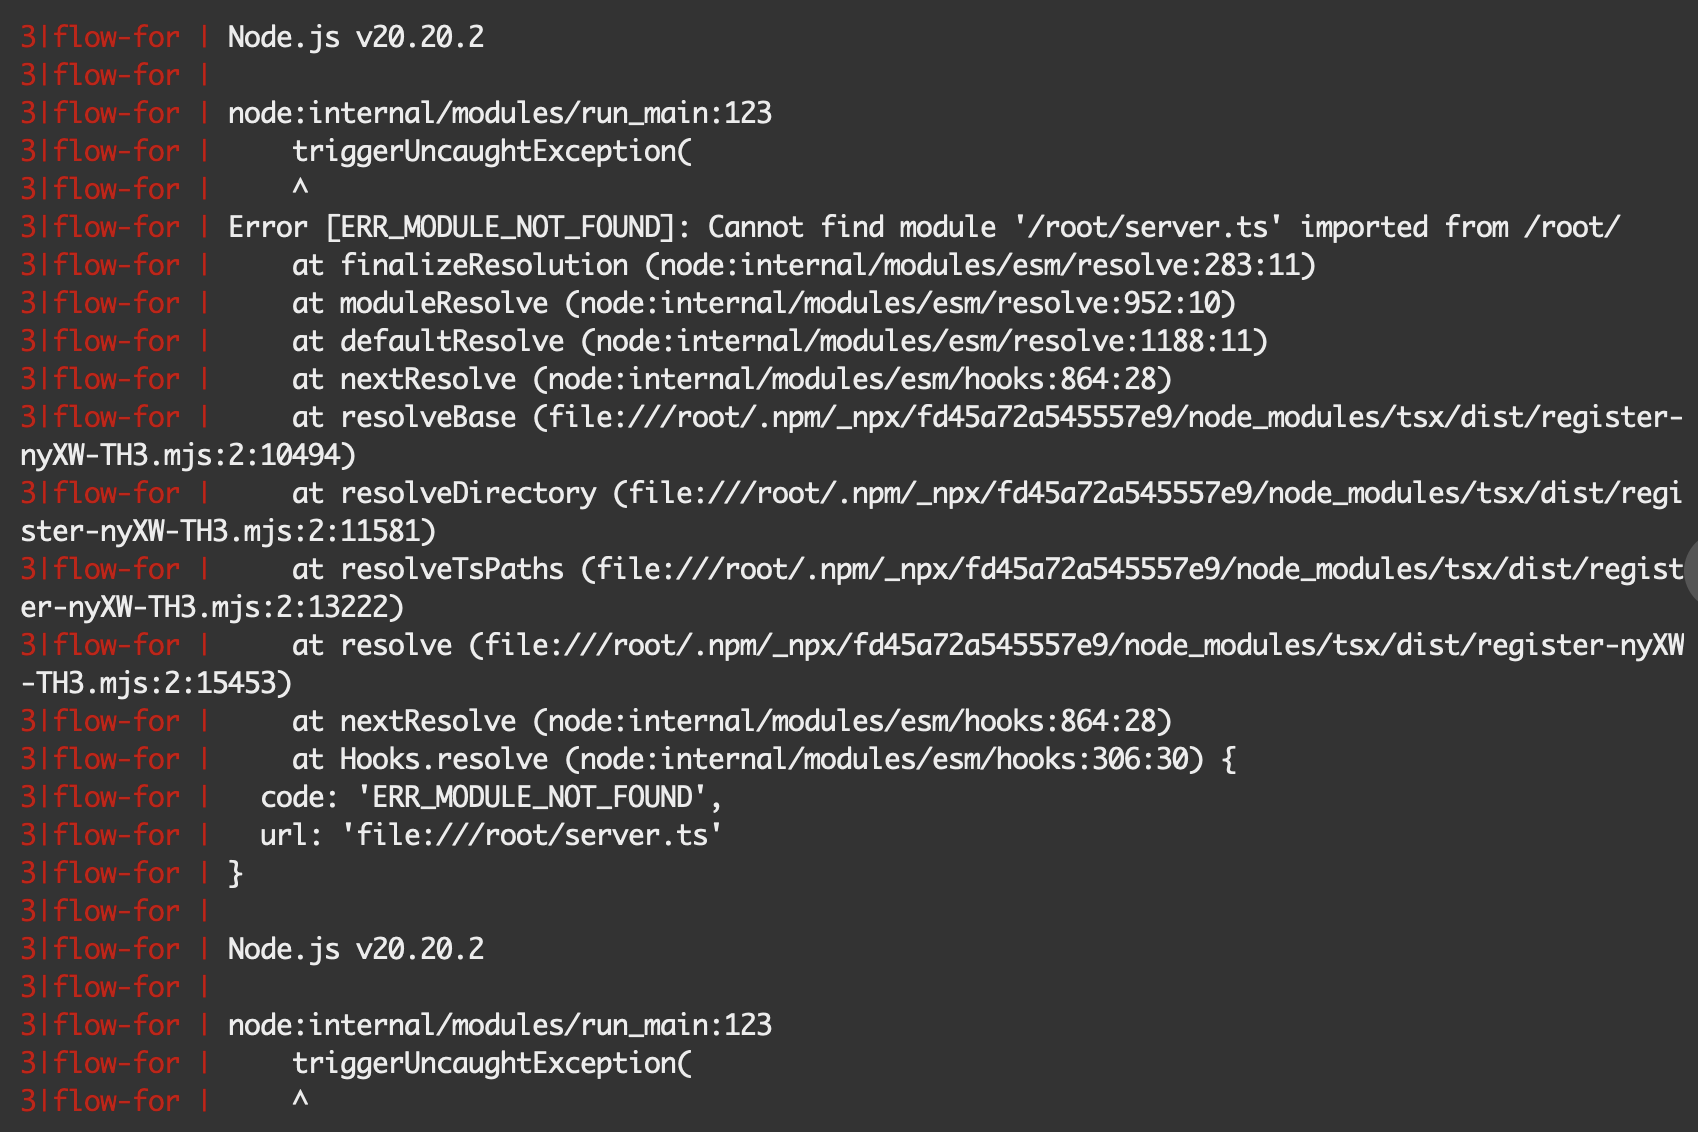 3|flow-for | Node.js v20.20.2
3|flow-for |
3|flow-for | node:internal/modules/run_main:123
3|flow-for |     triggerUncaughtException(
3|flow-for |     ^
3|flow-for | Error [ERR_MODULE_NOT_FOUND]: Cannot find module '/root/server.ts' imported from /root/
3|flow-for |     at finalizeResolution (node:internal/modules/esm/resolve:283:11)
3|flow-for |     at moduleResolve (node:internal/modules/esm/resolve:952:10)
3|flow-for |     at defaultResolve (node:internal/modules/esm/resolve:1188:11)
3|flow-for |     at nextResolve (node:internal/modules/esm/hooks:864:28)
3|flow-for |     at resolveBase (file:///root/.npm/_npx/fd45a72a545557e9/node_modules/tsx/dist/register-
nyXW-TH3.mjs:2:10494)
3|flow-for |     at resolveDirectory (file:///root/.npm/_npx/fd45a72a545557e9/node_modules/tsx/dist/regi
ster-nyXW-TH3.mjs:2:11581)
3|flow-for |     at resolveTsPaths (file:///root/.npm/_npx/fd45a72a545557e9/node_modules/tsx/dist/regist
er-nyXW-TH3.mjs:2:13222)
3|flow-for |     at resolve (file:///root/.npm/_npx/fd45a72a545557e9/node_modules/tsx/dist/register-nyXW
-TH3.mjs:2:15453)
3|flow-for |     at nextResolve (node:internal/modules/esm/hooks:864:28)
3|flow-for |     at Hooks.resolve (node:internal/modules/esm/hooks:306:30) {
3|flow-for |   code: 'ERR_MODULE_NOT_FOUND',
3|flow-for |   url: 'file:///root/server.ts'
3|flow-for | }
3|flow-for |
3|flow-for | Node.js v20.20.2
3|flow-for |
3|flow-for | node:internal/modules/run_main:123
3|flow-for |     triggerUncaughtException(
3|flow-for |     ^